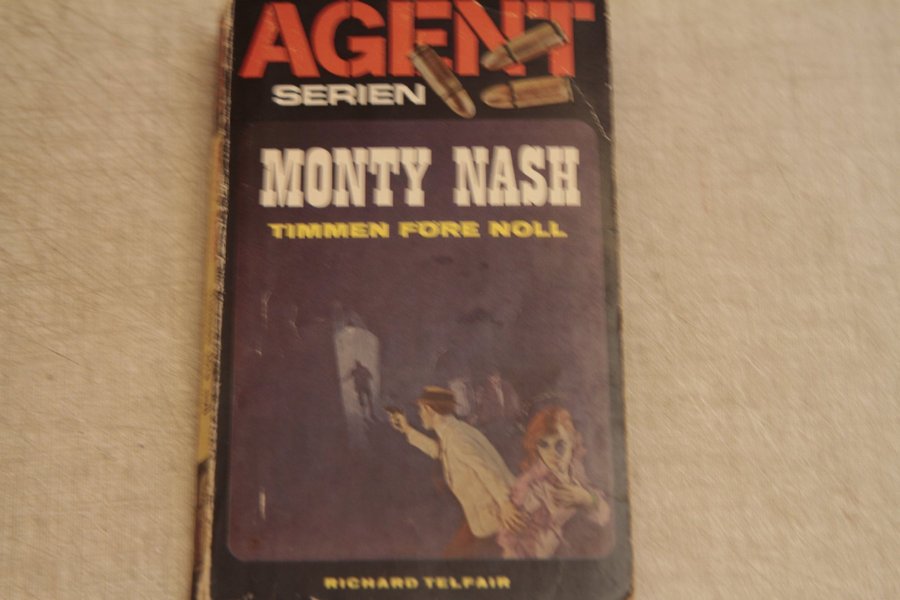 AGENT
SERIEN
MONTY NASH
TIMMEN FÖRE NOLL
RICHARD TELFAIR